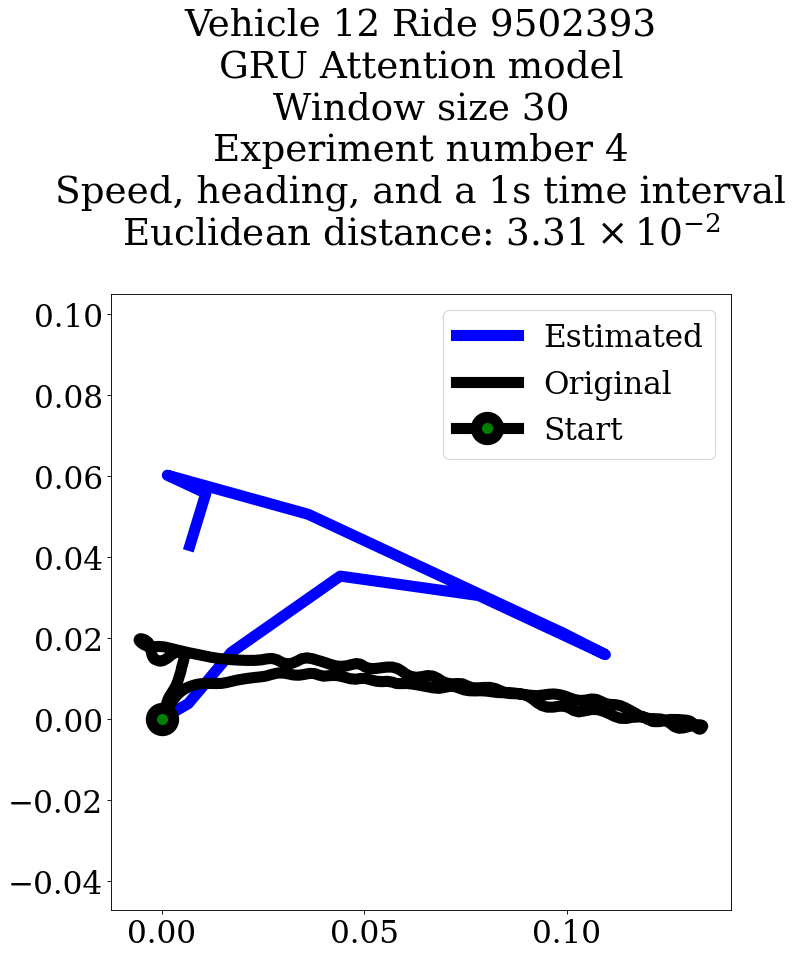 Vehicle 12 Ride 9502393
GRU Attention model
Window size 30
Experiment number 4
Speed, heading, and a 1s time interval
Euclidean distance: 3.31 × 10⁻²
Estimated
Original
Start
0.10
0.08
0.06
0.04
0.02
0.00
−0.02
−0.04
0.00 0.05 0.10